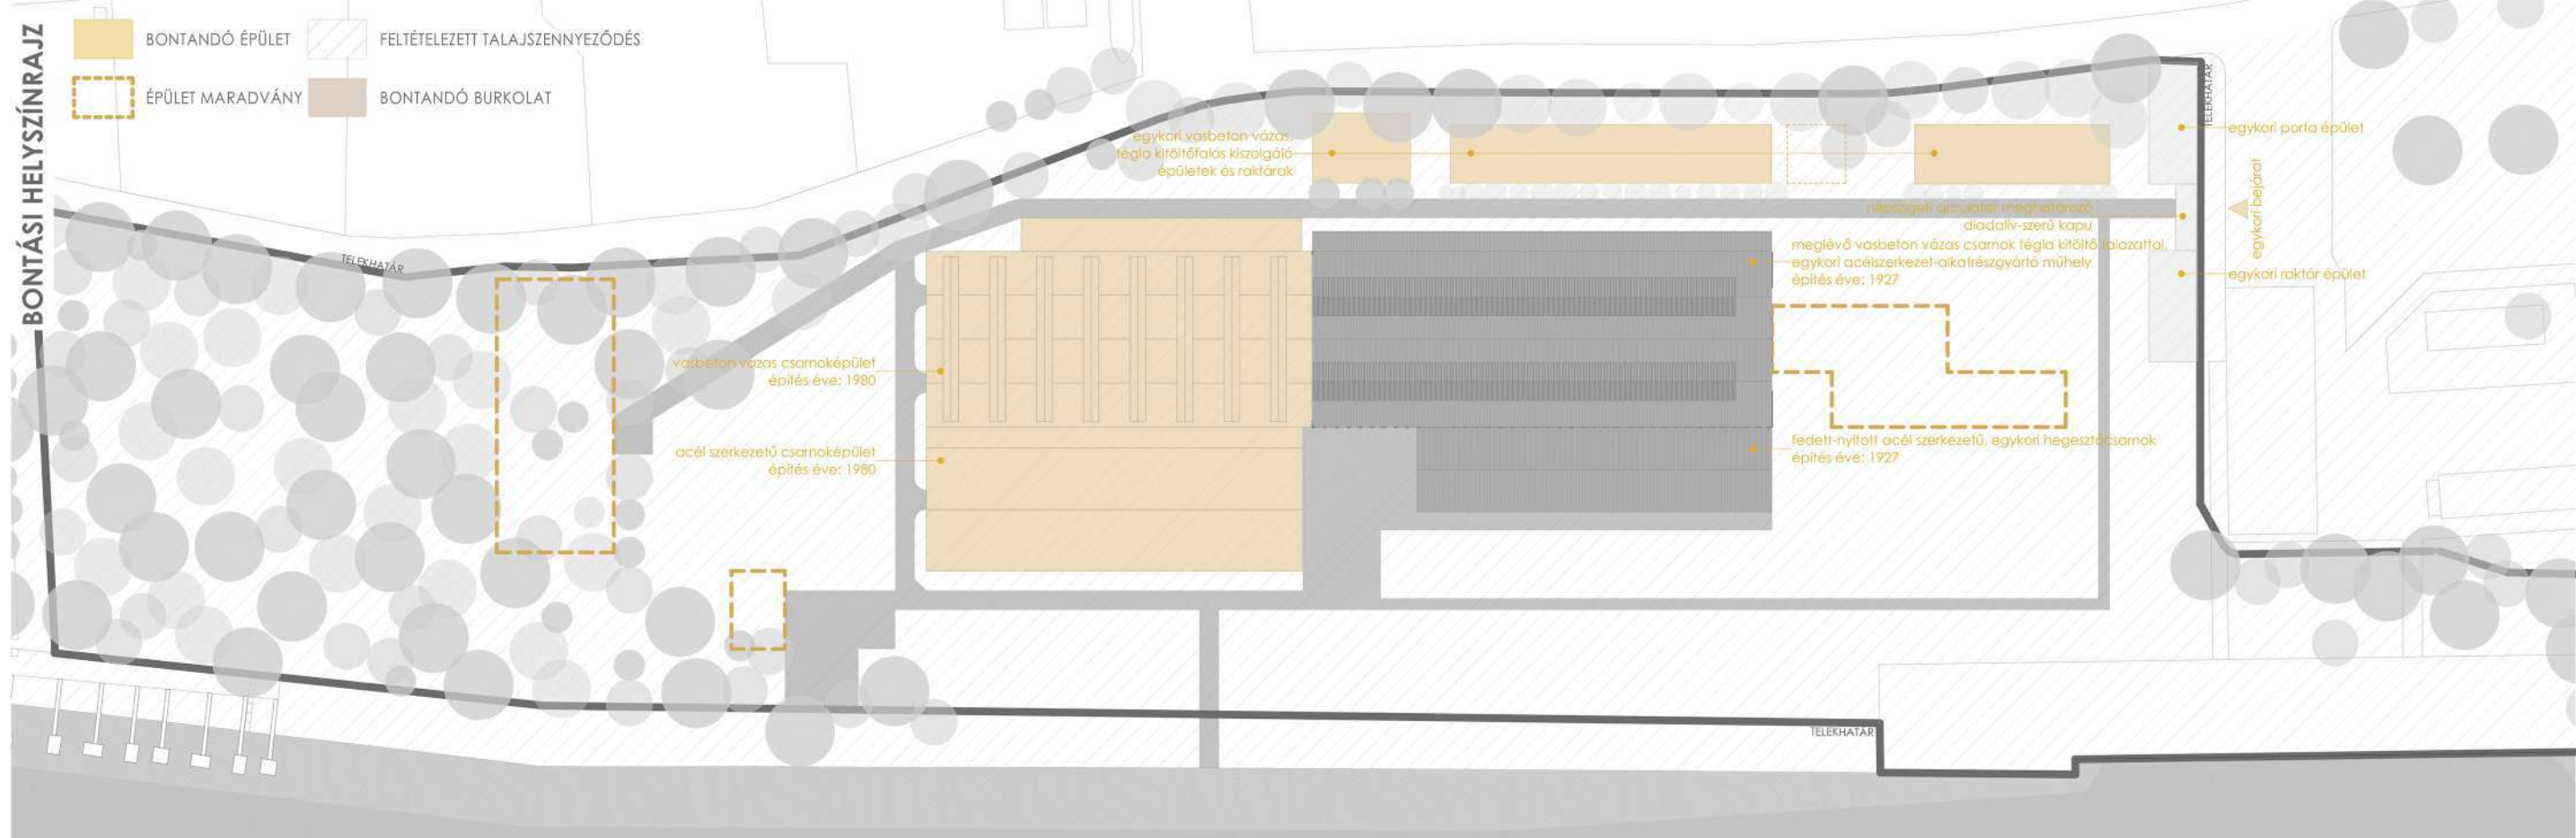 BONTÁSI HELYSZÍNRAJZ
BONTANDÓ ÉPÜLET
FELTÉTELEZETT TALAJSZENNYEZŐDÉS
ÉPÜLET MARADVÁNY
BONTANDÓ BURKOLAT
TELEKHATÁR
egykori vasbeton vázas,
tégla kitöltőfalas kiszolgáló
épületek és raktárak
TELEKHATÁR
egykori porta épület
egykori bejárat
népszigeti arculatot meghatározó
diadalív-szerű kapu
meglévő vasbeton vázas csarnok tégla kitöltő falazattal,
egykori acélszerkezet-alkatrészgyártó műhely
építés éve: 1927
egykori raktár épület
vasbeton vázas csarnoképület
építés éve: 1980
acél szerkezetű csarnoképület
építés éve: 1980
fedett-nyitott acél szerkezetű, egykori hegesztőcsarnok
építés éve: 1927
TELEKHATÁR